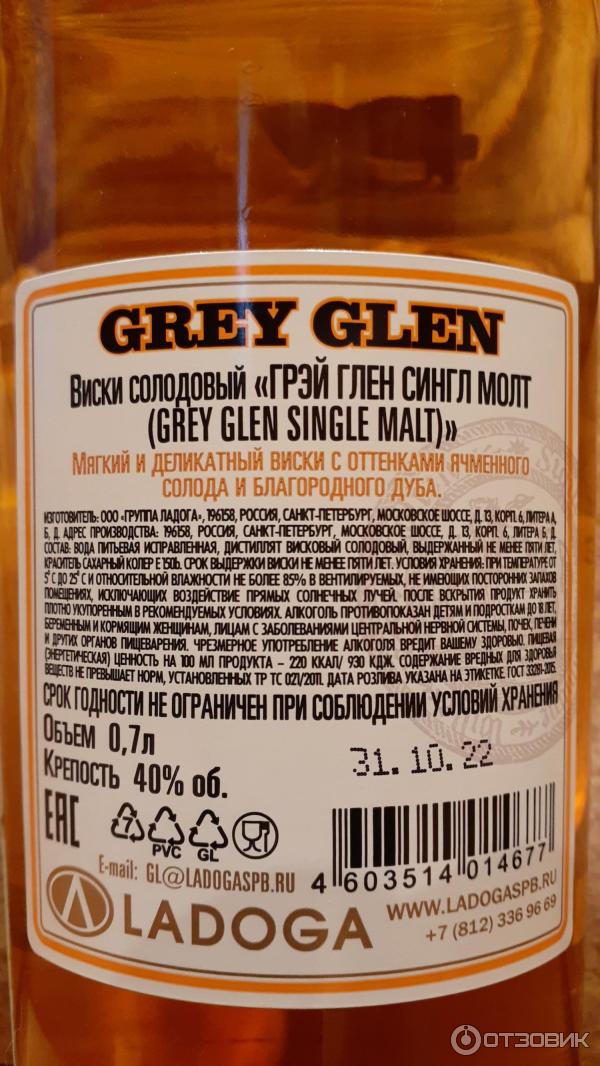 GREY GLEN
Виски солодовый «ГРЭЙ ГЛЕН СИНГЛ МОЛТ
(GREY GLEN SINGLE MALT)»
Мягкий и деликатный виски с оттенками ячменного
солода и благородного дуба.
ИЗГОТОВИТЕЛЬ: ООО «ГРУППА ЛАДОГА», 196158, РОССИЯ, САНКТ-ПЕТЕРБУРГ, МОСКОВСКОЕ ШОССЕ, Д. 13, КОРП. 6, ЛИТЕРА А,
Б, Д. АДРЕС ПРОИЗВОДСТВА: 196158, РОССИЯ, САНКТ-ПЕТЕРБУРГ, МОСКОВСКОЕ ШОССЕ, Д. 13, КОРП. 6, ЛИТЕРА Б, Д.
СОСТАВ: ВОДА ПИТЬЕВАЯ ИСПРАВЛЕННАЯ, ДИСТИЛЛЯТ ВИСКОВЫЙ СОЛОДОВЫЙ, ВЫДЕРЖАННЫЙ НЕ МЕНЕЕ ПЯТИ ЛЕТ,
КРАСИТЕЛЬ САХАРНЫЙ КОЛЕР Е 150b. СРОК ВЫДЕРЖКИ ВИСКИ НЕ МЕНЕЕ ПЯТИ ЛЕТ. УСЛОВИЯ ХРАНЕНИЯ: ПРИ ТЕМПЕРАТУРЕ ОТ
5° С ДО 25° С И ОТНОСИТЕЛЬНОЙ ВЛАЖНОСТИ НЕ БОЛЕЕ 85% В ВЕНТИЛИРУЕМЫХ, НЕ ИМЕЮЩИХ ПОСТОРОННИХ ЗАПАХОВ
ПОМЕЩЕНИЯХ, ИСКЛЮЧАЮЩИХ ВОЗДЕЙСТВИЕ ПРЯМЫХ СОЛНЕЧНЫХ ЛУЧЕЙ. ПОСЛЕ ВСКРЫТИЯ ПРОДУКТ ХРАНИТЬ
ПЛОТНО УКУПОРЕННЫМ В РЕКОМЕНДУЕМЫХ УСЛОВИЯХ. АЛКОГОЛЬ ПРОТИВОПОКАЗАН ДЕТЯМ И ПОДРОСТКАМ ДО 18 ЛЕТ,
БЕРЕМЕННЫМ И КОРМЯЩИМ ЖЕНЩИНАМ, ЛИЦАМ С ЗАБОЛЕВАНИЯМИ ЦЕНТРАЛЬНОЙ НЕРВНОЙ СИСТЕМЫ, ПОЧЕК, ПЕЧЕНИ
И ДРУГИХ ОРГАНОВ ПИЩЕВАРЕНИЯ. ЧРЕЗМЕРНОЕ УПОТРЕБЛЕНИЕ АЛКОГОЛЯ ВРЕДИТ ВАШЕМУ ЗДОРОВЬЮ. ПИЩЕВАЯ
(ЭНЕРГЕТИЧЕСКАЯ) ЦЕННОСТЬ НА 100 МЛ ПРОДУКТА – 220 ККАЛ/ 930 КДЖ. СОДЕРЖАНИЕ ВРЕДНЫХ ДЛЯ ЗДОРОВЬЯ
ВЕЩЕСТВ НЕ ПРЕВЫШАЕТ НОРМ, УСТАНОВЛЕННЫХ ТР ТС 021/2011. ДАТА РОЗЛИВА УКАЗАНА НА ЭТИКЕТКЕ. ГОСТ 33281-2015.
СРОК ГОДНОСТИ НЕ ОГРАНИЧЕН ПРИ СОБЛЮДЕНИИ УСЛОВИЙ ХРАНЕНИЯ
Объем 0,7л
31.10.22
Крепость 40% об.
ЕАС
7 PVC GL
E-mail: GL@LADOGASPB.RU
4 603514 014677
LADOGA
WWW.LADOGASPB.RU
+7 (812) 336 96 69
ОТЗОВИК